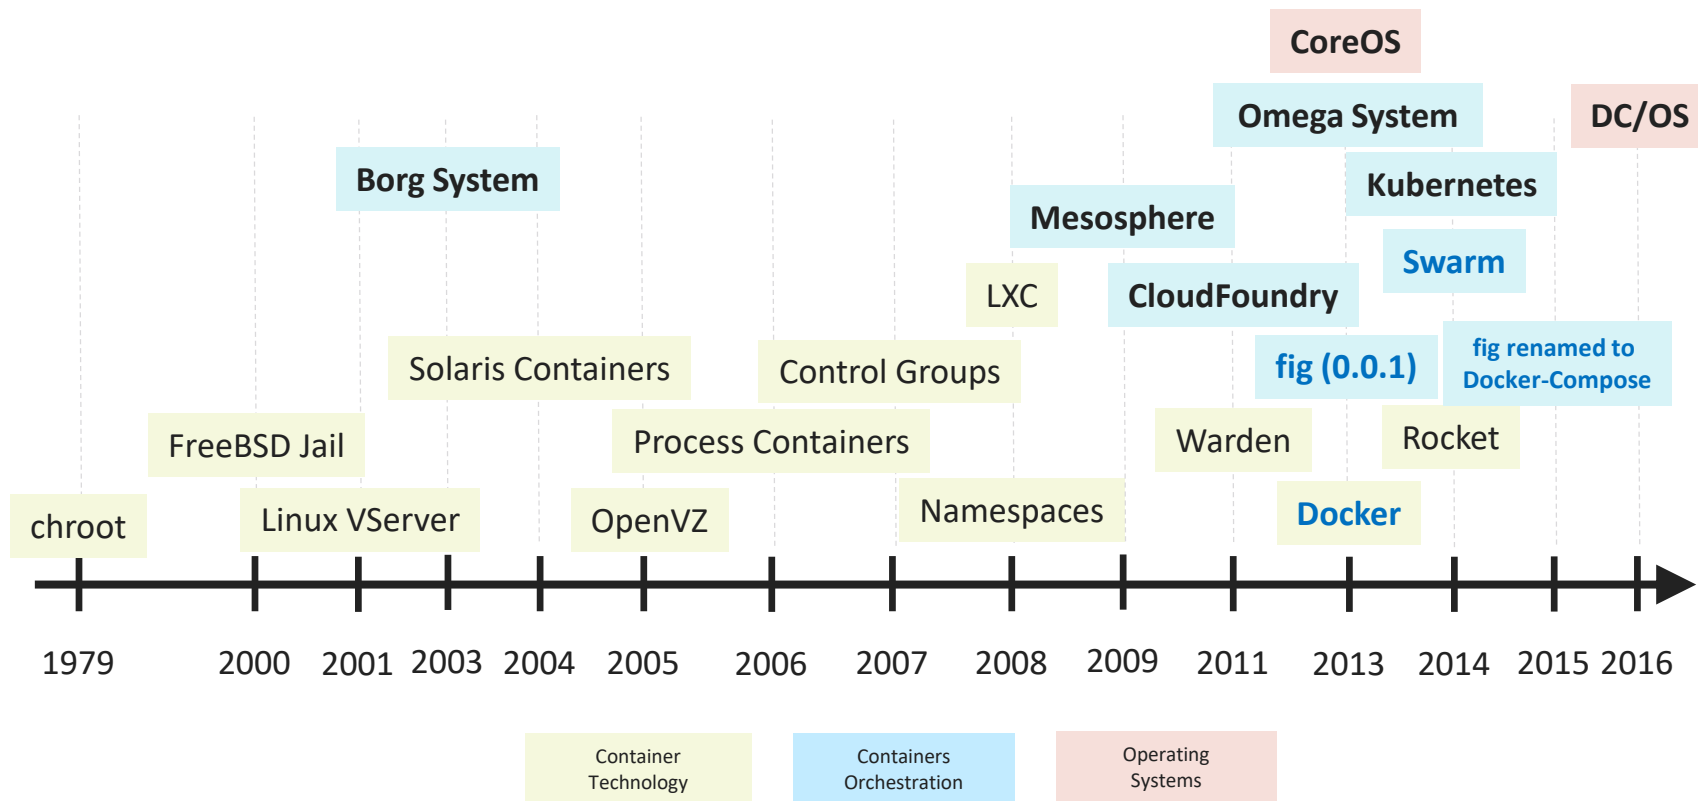 CoreOS
Omega System
DC/OS
Borg System
Kubernetes
Mesosphere
Swarm
LXC
CloudFoundry
Solaris Containers
Control Groups
fig (0.0.1)
fig renamed to
Docker-Compose
FreeBSD Jail
Process Containers
Warden
Rocket
chroot
Linux VServer
OpenVZ
Namespaces
Docker
1979 2000 2001 2003 2004 2005 2006 2007 2008 2009 2011 2013 2014 2015 2016
Container
Technology
Containers
Orchestration
Operating
Systems